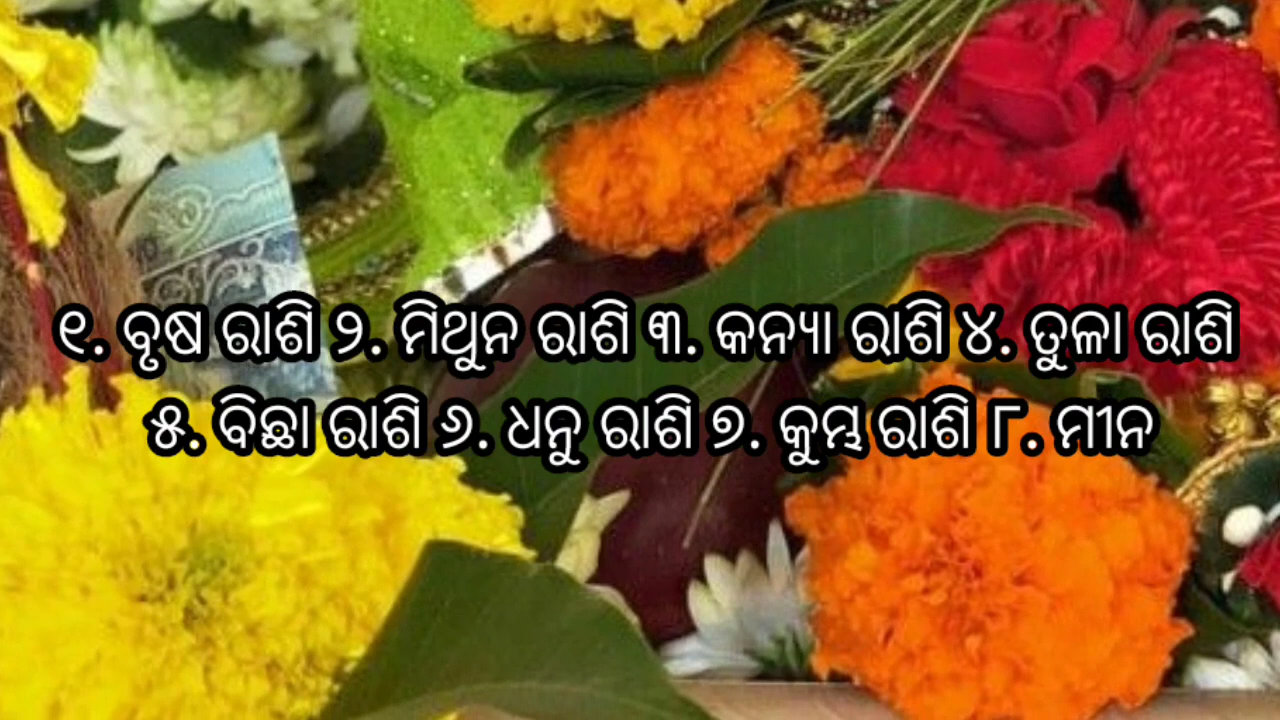 ୧. ବୃଷ ରାଶି ୨. ମିଥୁନ ରାଶି ୩. କନ୍ୟା ରାଶି ୪. ତୁଳା ରାଶି
୫. ବିଛା ରାଶି ୬. ଧନୁ ରାଶି ୭. କୁମ୍ଭ ରାଶି ୮. ମୀନ